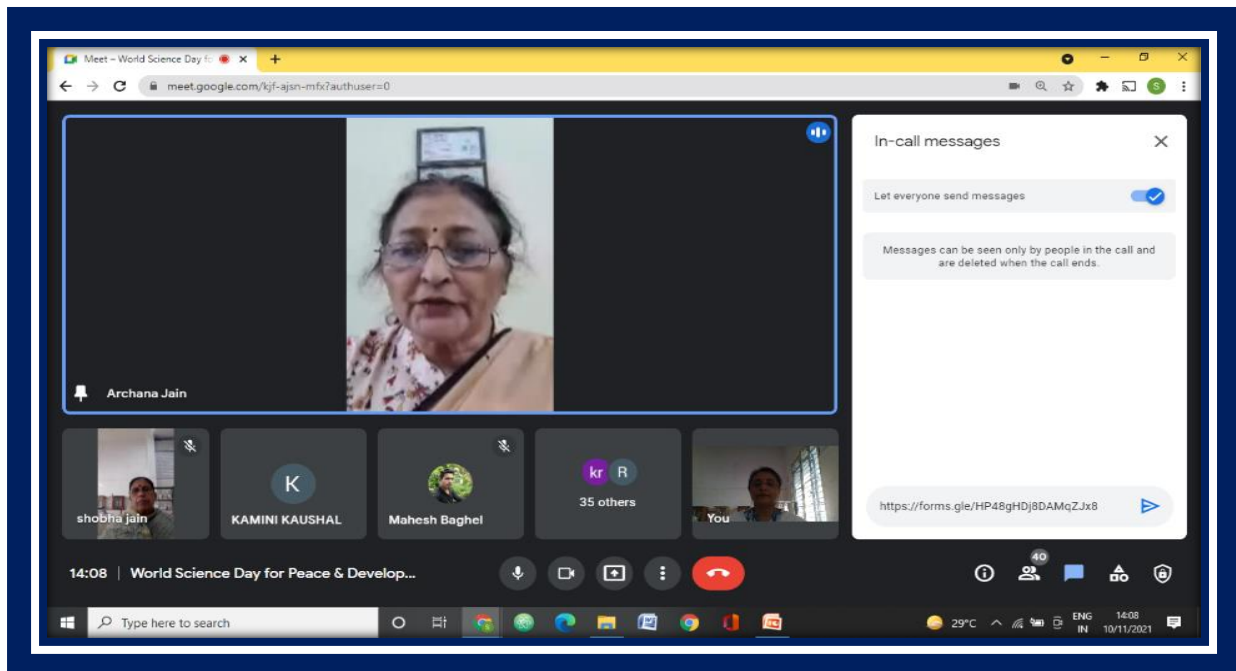 Meet – World Science Day fo
meet.google.com/kjf-ajsn-mfx?authuser=0
S
Archana Jain
In-call messages
Let everyone send messages
Messages can be seen only by people in the call and
are deleted when the call ends.
shobha jain
K
KAMINI KAUSHAL
Mahesh Baghel
kr R
35 others
You
https://forms.gle/HP48gHDj8DAMqZJx8
14:08 | World Science Day for Peace & Develop...
40
Type here to search
29°C
ENG
IN
14:08
10/11/2021